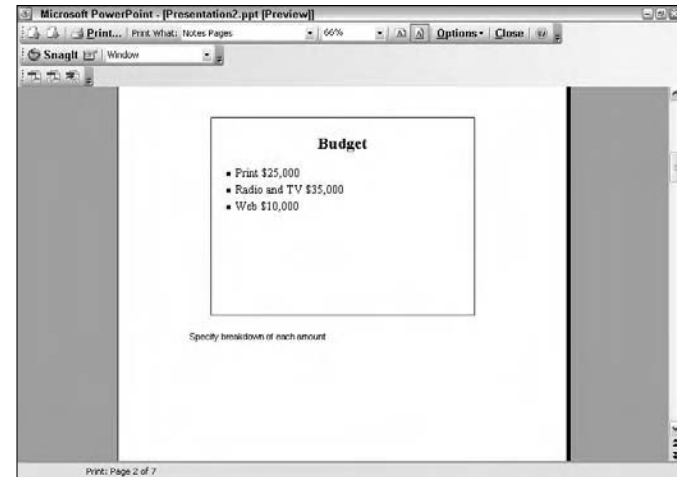 Microsoft PowerPoint - [Presentation2.ppt [Preview]]
Print... Print What: Notes Pages 66% Options Close
SnagIt Window
Budget
▪ Print $25,000
▪ Radio and TV $35,000
▪ Web $10,000
Specify breakdown of each amount
Print: Page 2 of 7